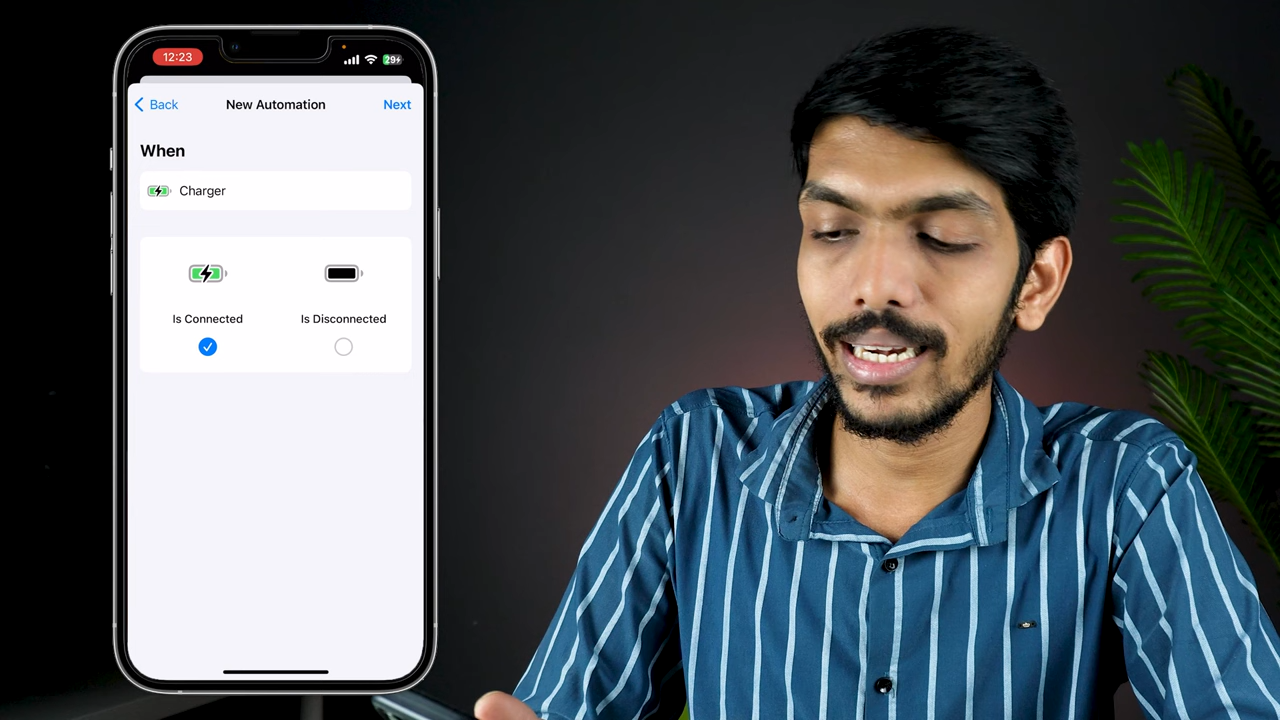 12:23
29
Back
New Automation
Next
When
Charger
Is Connected
Is Disconnected